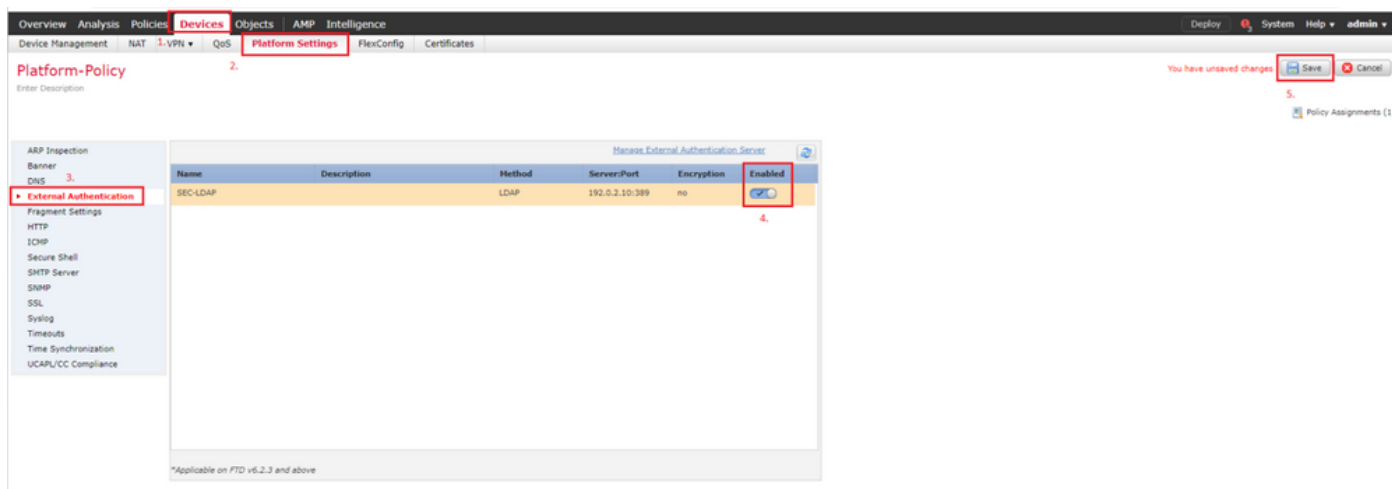 Overview Analysis Policies Devices Objects AMP Intelligence Deploy System Help admin
Device Management NAT 1. VPN QoS Platform Settings FlexConfig Certificates
2.
Platform-Policy
Enter Description
You have unsaved changes Save Cancel
5.
Policy Assignments (1
ARP Inspection
Banner
DNS
3.
External Authentication
Fragment Settings
HTTP
ICMP
Secure Shell
SMTP Server
SNMP
SSL
Syslog
Timeouts
Time Synchronization
UCAPL/CC Compliance
Manage External Authentication Server
Name Description Method Server:Port Encryption Enabled
SEC-LDAP LDAP 192.0.2.10:389 no
4.
*Applicable on FTD v6.2.3 and above